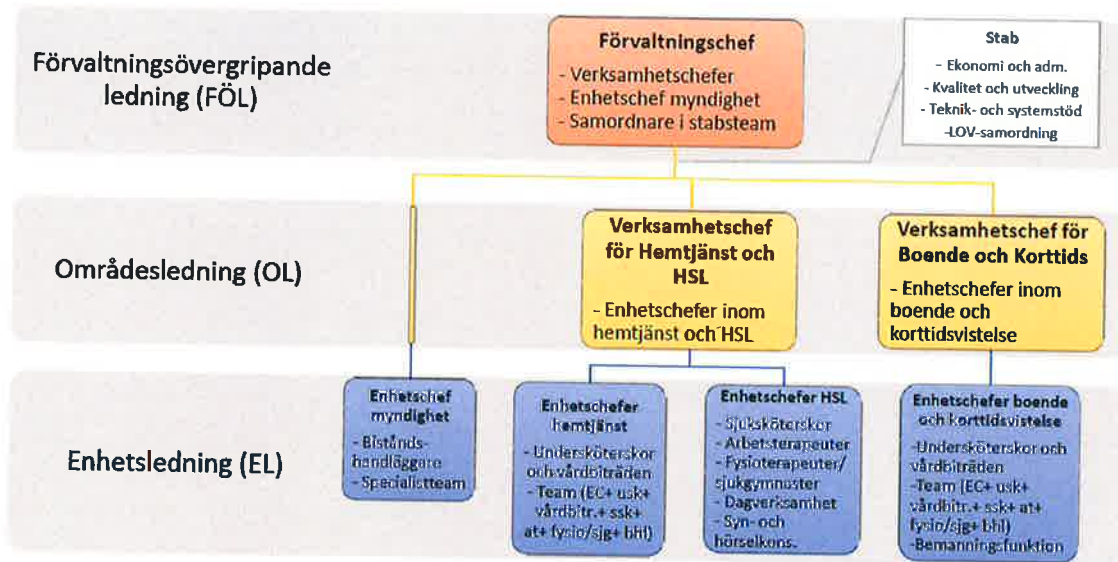 Förvaltningsövergripande
ledning (FÖL)
Förvaltningschef
- Verksamhetschefer
- Enhetschef myndighet
- Samordnare i stabsteam
Stab
- Ekonomi och adm.
- Kvalitet och utveckling
- Teknik- och systemstöd
-LOV-samordning
Områdesledning (OL)
Verksamhetschef
för Hemtjänst och
HSL
- Enhetschefer inom
hemtjänst och HSL
Verksamhetschef för
Boende och Korttids
- Enhetschefer inom
boende och
korttidsvistelse
Enhetsledning (EL)
Enhetschef
myndighet
- Bistånds-
handläggare
- Specialistteam
Enhetschefer
hemtjänst
- Undersköterskor
och vårdbiträden
- Team (EC+ usk+
vårdbitr.+ ssk+
at+ fysio/sjg+ bhl)
Enhetschefer HSL
- Sjuksköterskor
- Arbetsterapeuter
- Fysioterapeuter/
sjukgymnaster
- Dagverksamhet
- Syn- och
hörselkons.
Enhetschefer boende
och korttidsvistelse
- Undersköterskor och
vårdbiträden
-Team (EC+ usk+
vårdbitr.+ ssk+ at+
fysio/sjg+ bhl)
-Bemanningsfunktion